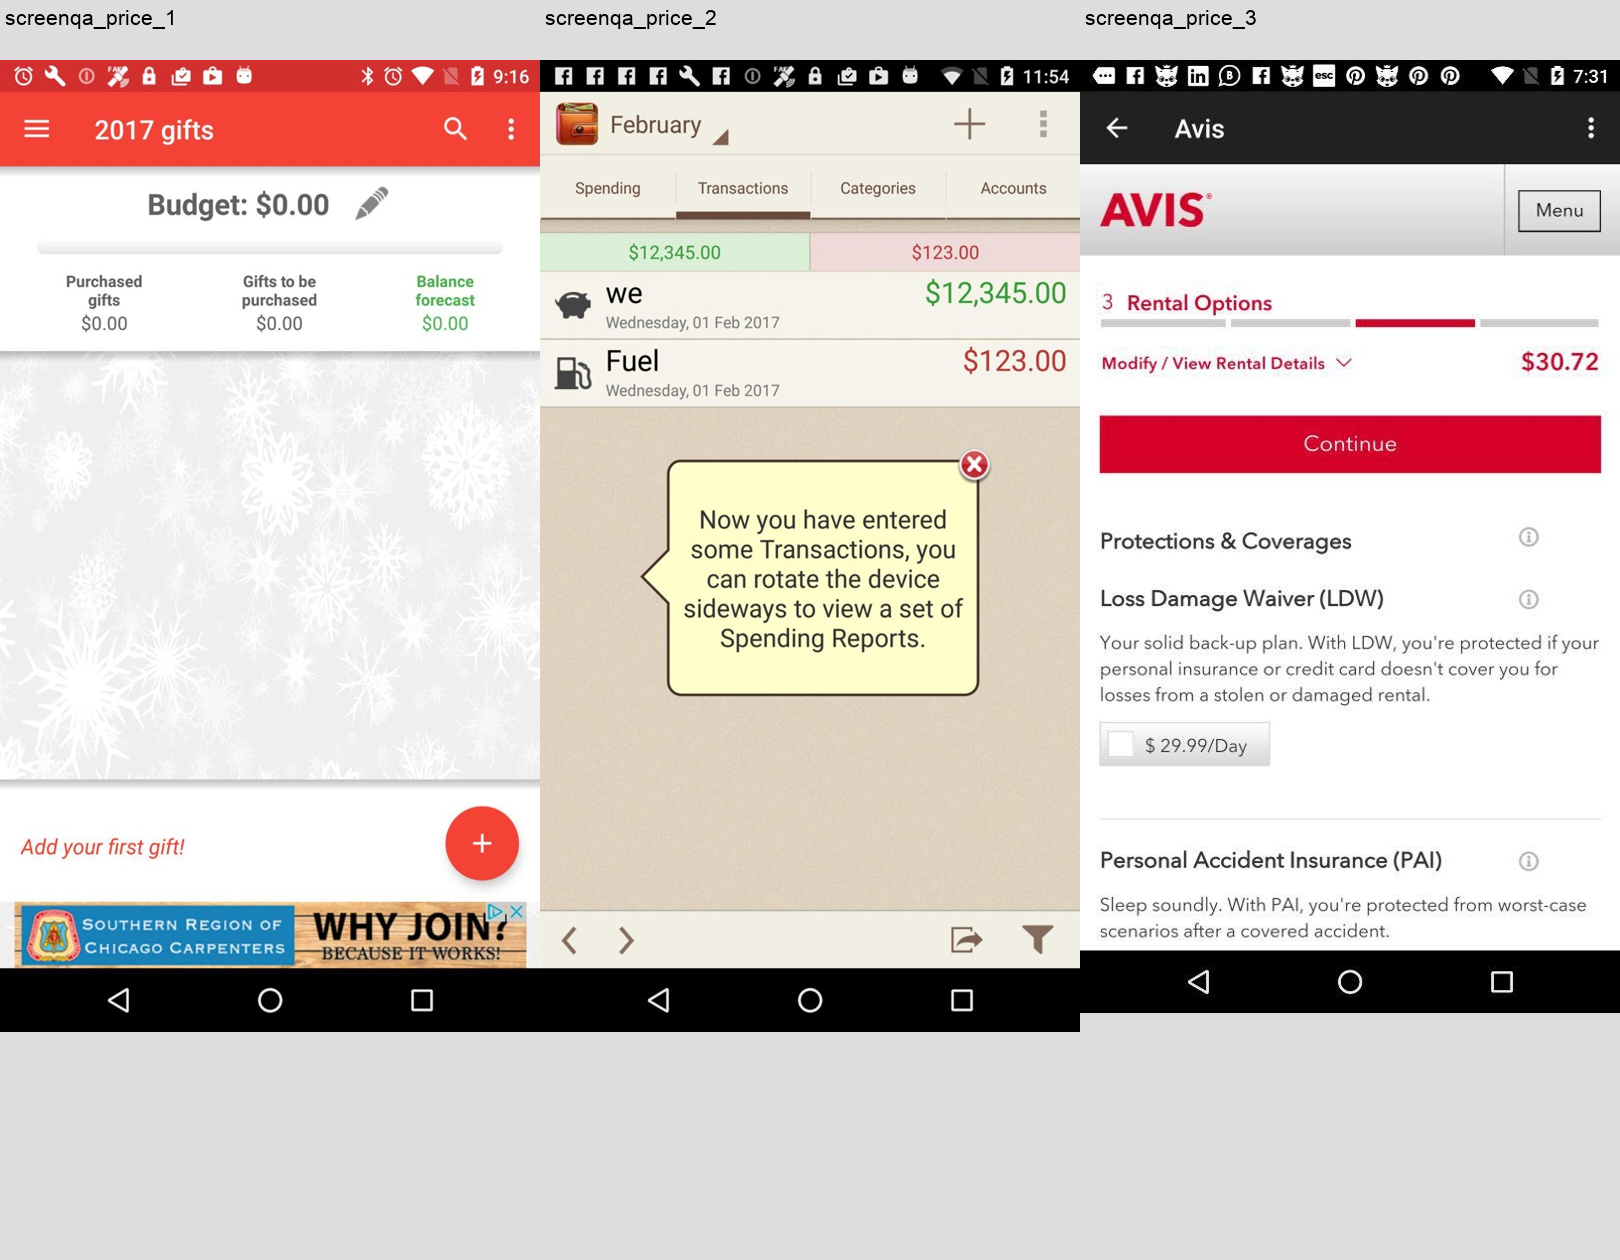 screenqa_price_1
9:16
2017 gifts
Budget: $0.00
Purchased gifts
$0.00
Gifts to be purchased
$0.00
Balance forecast
$0.00
Add your first gift!
SOUTHERN REGION OF
CHICAGO CARPENTERS
WHY JOIN?
BECAUSE IT WORKS!
screenqa_price_2
11:54
February
Spending
Transactions
Categories
Accounts
$12,345.00
$123.00
we
$12,345.00
Wednesday, 01 Feb 2017
Fuel
$123.00
Wednesday, 01 Feb 2017
Now you have entered
some Transactions, you
can rotate the device
sideways to view a set of
Spending Reports.
screenqa_price_3
esc
7:31
Avis
AVIS
Menu
3 Rental Options
Modify / View Rental Details
$30.72
Continue
Protections & Coverages
Loss Damage Waiver (LDW)
Your solid back-up plan. With LDW, you're protected if your
personal insurance or credit card doesn't cover you for
losses from a stolen or damaged rental.
$ 29.99/Day
Personal Accident Insurance (PAI)
Sleep soundly. With PAI, you're protected from worst-case
scenarios after a covered accident.